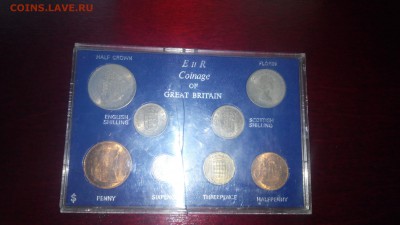 COINS.LAVE.RU
HALF CROWN
FLORIN
E II R
Coinage
OF
GREAT BRITAIN
ENGLISH
SHILLING
SCOTTISH
SHILLING
PENNY
SIXPENCE
THREEPENCE
HALFPENNY